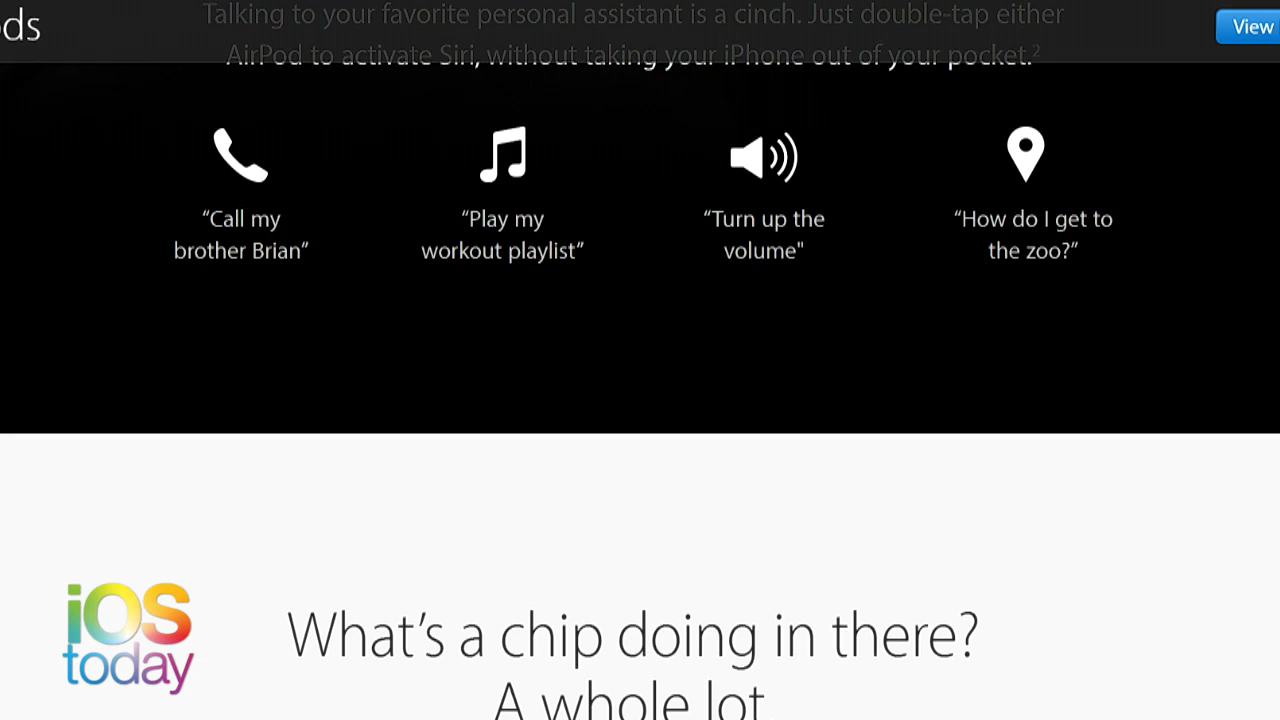 Talking to your favorite personal assistant is a cinch. Just double-tap either
ds
View
AirPod to activate Siri, without taking your iPhone out of your pocket.2
“Call my
brother Brian”
“Play my
workout playlist”
“Turn up the
volume"
“How do I get to
the zoo?”
iOS
today
What’s a chip doing in there?
A whole lot.